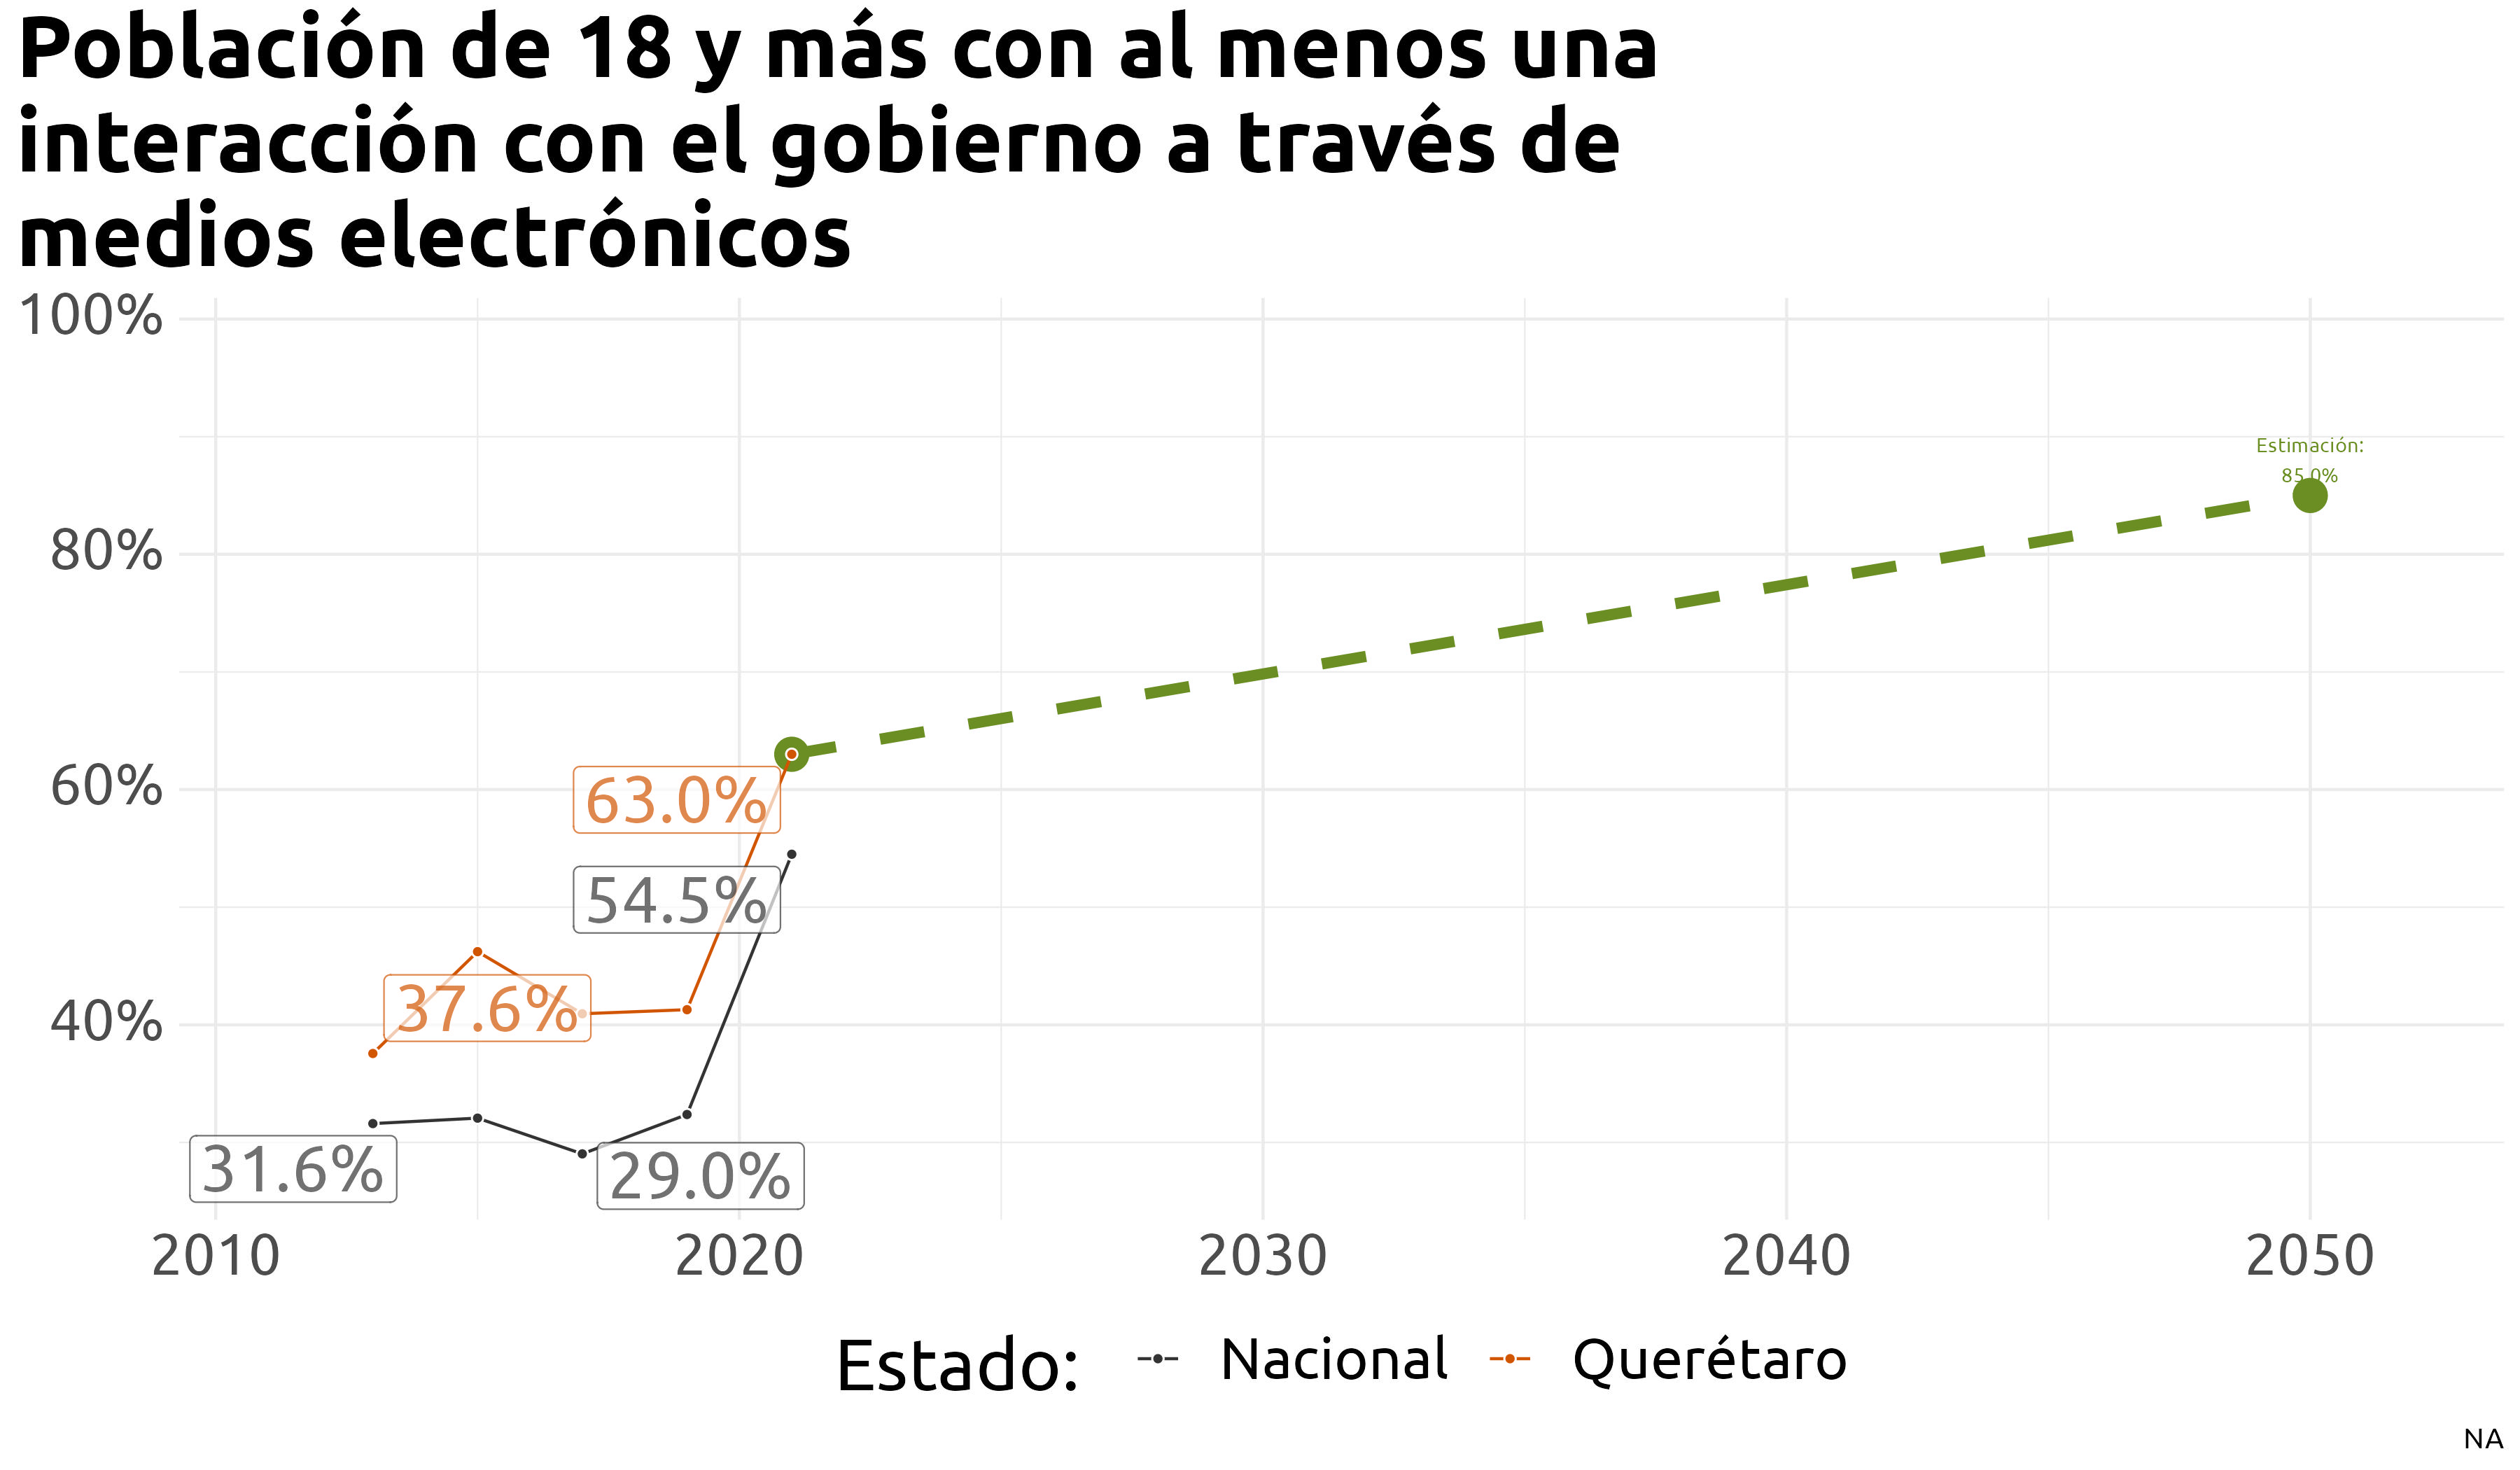 Población de 18 y más con al menos una
interacción con el gobierno a través de
medios electrónicos
100%
80%
60%
40%
Estimación:
85.0%
63.0%
54.5%
37.6%
31.6%
29.0%
2010 2020 2030 2040 2050
Estado: Nacional Querétaro
NA